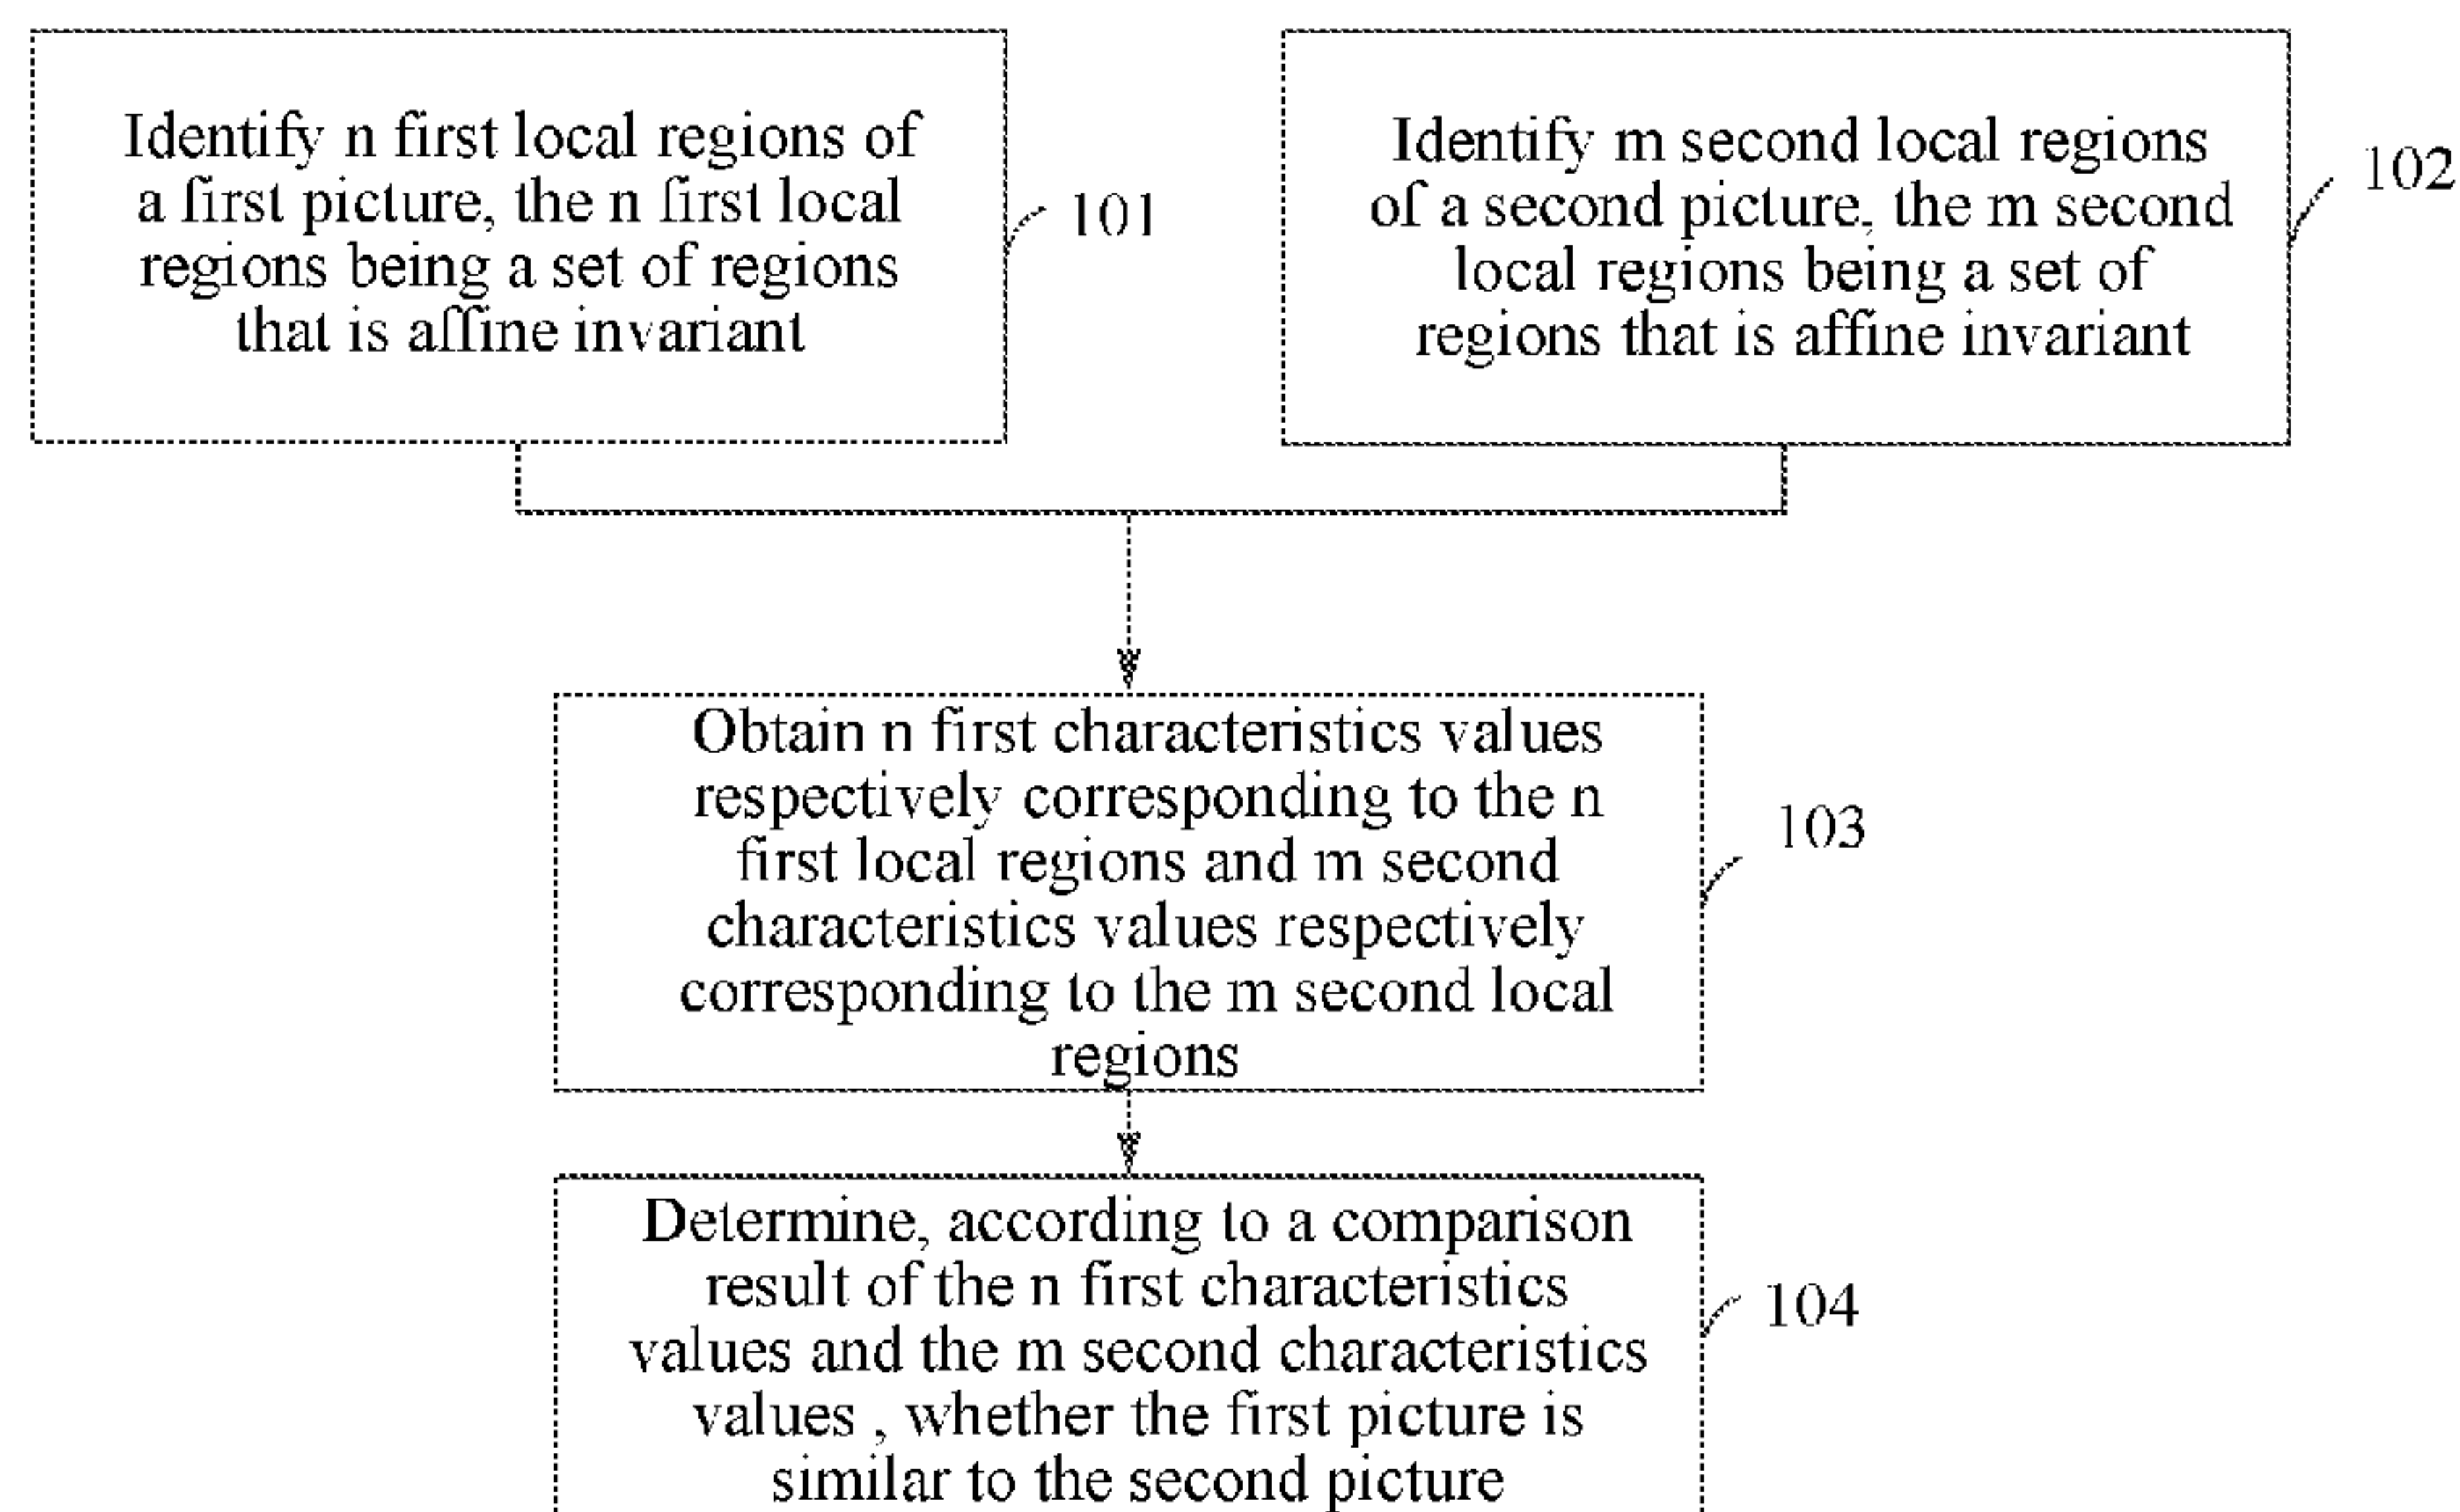 Identify n first local regions of
a first picture, the n first local
regions being a set of regions
that is affine invariant
101
Identify m second local regions
of a second picture, the m second
local regions being a set of
regions that is affine invariant
102
Obtain n first characteristics values
respectively corresponding to the n
first local regions and m second
characteristics values respectively
corresponding to the m second local
regions
103
Determine, according to a comparison
result of the n first characteristics
values and the m second characteristics
values , whether the first picture is
similar to the second picture
104